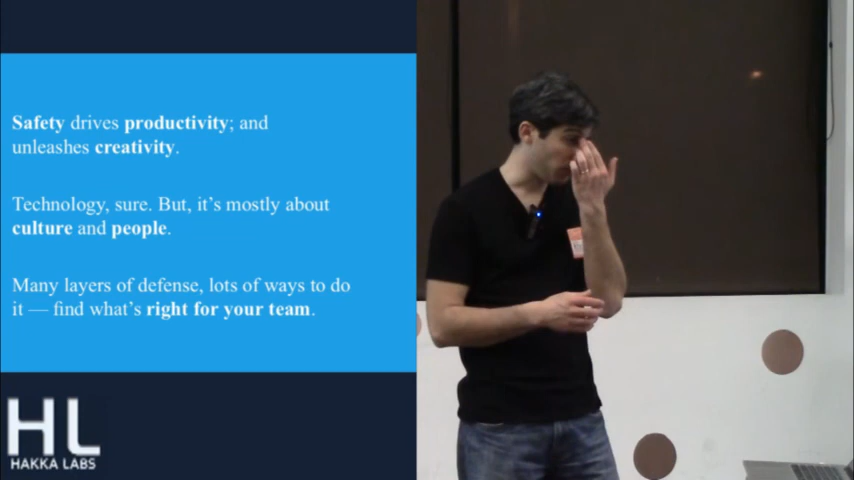 Safety drives productivity; and
unleashes creativity.
Technology, sure. But, it's mostly about
culture and people.
Many layers of defense, lots of ways to do
it — find what's right for your team.
HL
HAKKA LABS